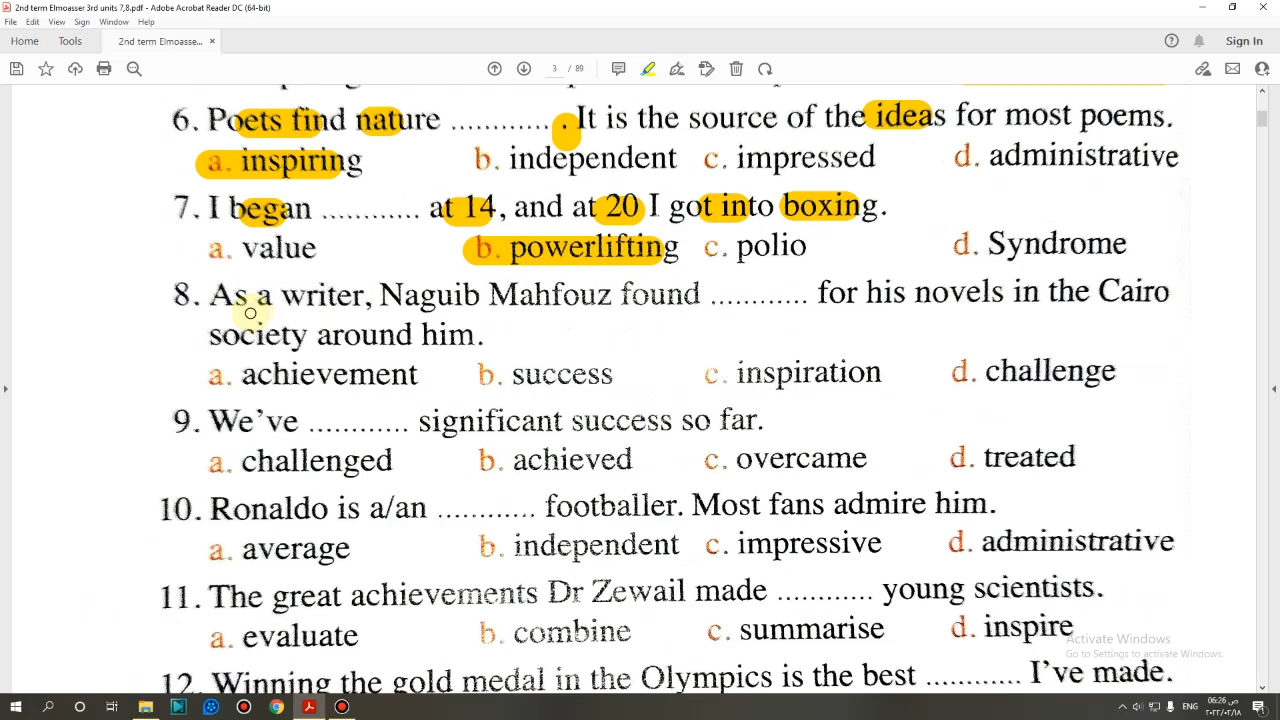 2nd term Elmoasser 3rd units 7,8.pdf - Adobe Acrobat Reader DC (64-bit)
File Edit View Sign Window Help
Home Tools 2nd term Elmoasse... × Sign In
3 / 89
6. Poets find nature ............ . It is the source of the ideas for most poems.
a. inspiring b. independent c. impressed d. administrative
7. I began ............ at 14, and at 20 I got into boxing.
a. value b. powerlifting c. polio d. Syndrome
8. As a writer, Naguib Mahfouz found ............ for his novels in the Cairo
society around him.
a. achievement b. success c. inspiration d. challenge
9. We've ............ significant success so far.
a. challenged b. achieved c. overcame d. treated
10. Ronaldo is a/an ............ footballer. Most fans admire him.
a. average b. independent c. impressive d. administrative
11. The great achievements Dr Zewail made ............ young scientists.
a. evaluate b. combine c. summarise d. inspire
Activate Windows
Go to Settings to activate Windows.
12. Winning the gold medal in the Olympics is the best ............ I've made.
ENG
06:26 ص